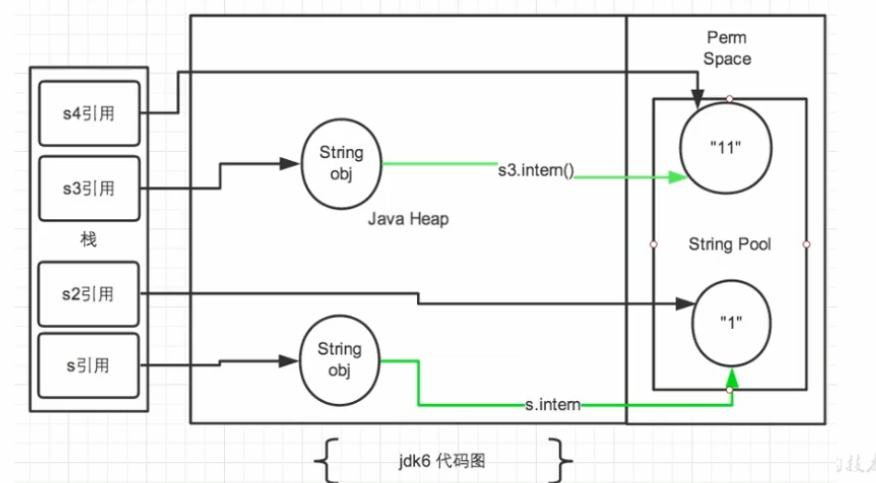 Perm
Space
s4引用
"11"
String
obj
s3.intern()
s3引用
Java Heap
栈
String Pool
s2引用
"1"
String
obj
s引用
s.intern
jdk6 代码图